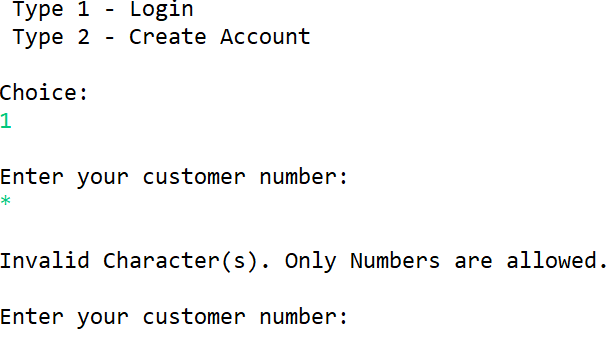 Type 1 - Login
Type 2 - Create Account
Choice:
1
Enter your customer number:
*
Invalid Character(s). Only Numbers are allowed.
Enter your customer number: